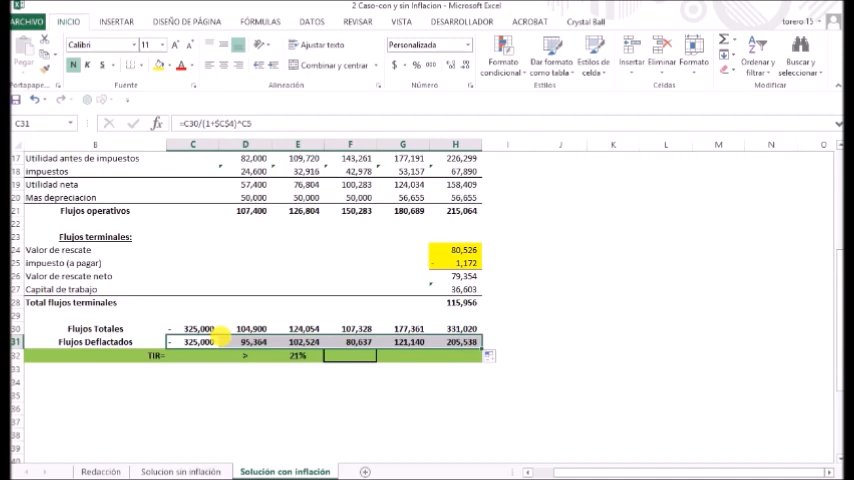 2 Caso-con y sin Inflacion - Microsoft Excel
ARCHIVO INICIO INSERTAR DISEÑO DE PÁGINA FÓRMULAS DATOS REVISAR VISTA DESARROLLADOR ACROBAT Crystal Ball torero 15
Pegar Calibri 11 Ajustar texto Personalizada
N K S Combinar y centrar $ % 000
Formato condicional Dar formato como tabla Estilos de celda Insertar Eliminar Formato Ordenar y filtrar Buscar y seleccionar
Portapape... Fuente Alineación Número Estilos Celdas Modificar
C31 fx =C30/(1+$C$4)^C5
B C D E F G H I J K L M N O
17 Utilidad antes de impuestos 82,000 109,720 143,261 177,191 226,299
18 impuestos 24,600 32,916 42,978 53,157 67,890
19 Utilidad neta 57,400 76,804 100,283 124,034 158,409
20 Mas depreciacion 50,000 50,000 50,000 56,655 56,655
21 Flujos operativos 107,400 126,804 150,283 180,689 215,064
22
23 Flujos terminales:
24 Valor de rescate 80,526
25 impuesto (a pagar) - 1,172
26 Valor de rescate neto 79,354
27 Capital de trabajo 36,603
28 Total flujos terminales 115,956
29
30 Flujos Totales - 325,000 104,900 124,054 107,328 177,361 331,020
31 Flujos Deflactados - 325,000 95,364 102,524 80,637 121,140 205,538
32 TIR= > 21%
33
34
35
36
37
38
39
40
Redacción Solucion sin inflación Solución con inflación